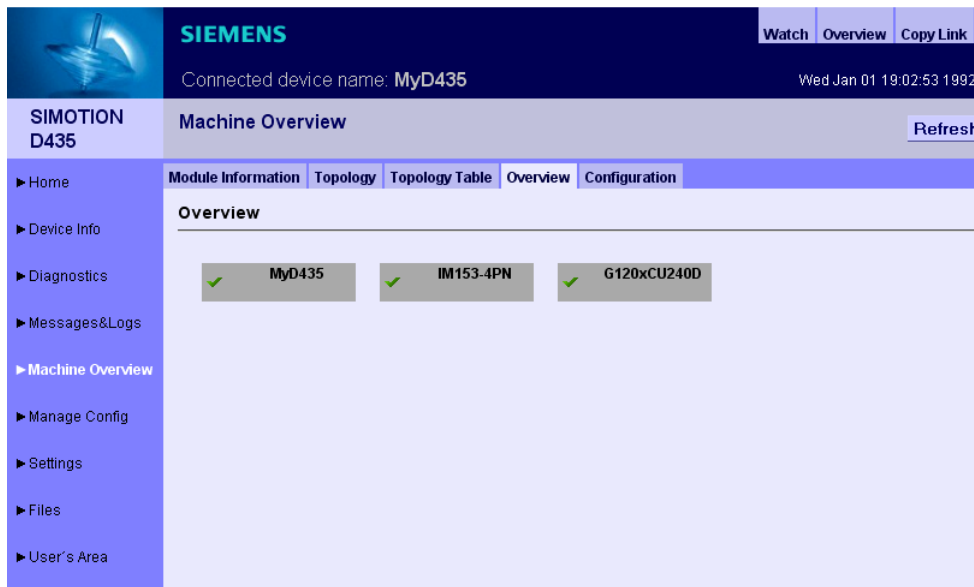 SIEMENS
Watch Overview Copy Link
Connected device name: MyD435
Wed Jan 01 19:02:53 1992
SIMOTION
D435
Machine Overview
Refresh
Module Information Topology Topology Table Overview Configuration
Overview
MyD435 IM153-4PN G120xCU240D
Home
Device Info
Diagnostics
Messages&Logs
Machine Overview
Manage Config
Settings
Files
User´s Area